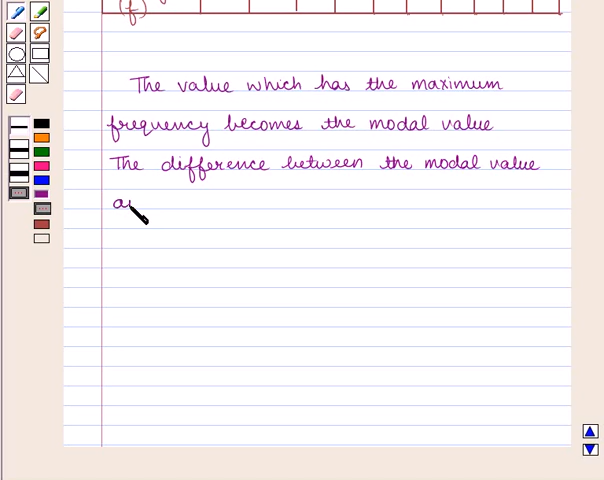 (f)
The value which has the maximum
frequency becomes the modal value
The difference between the modal value